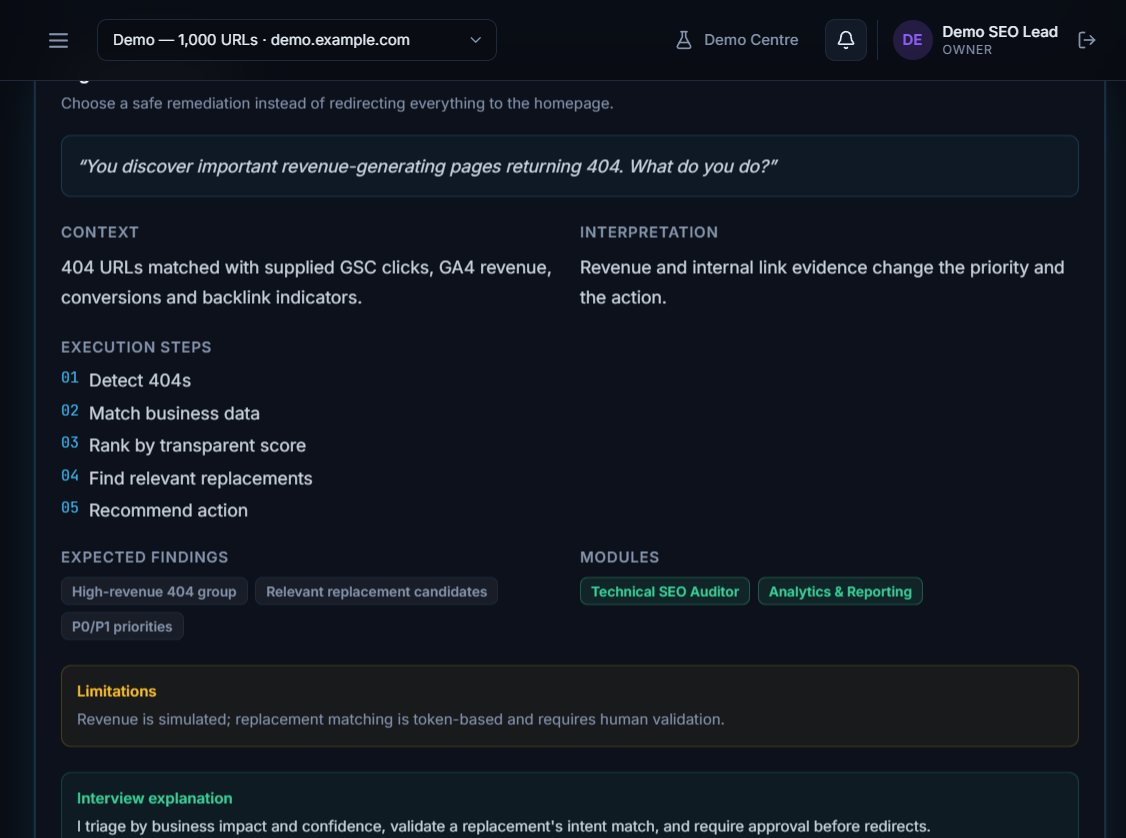 Demo — 1,000 URLs · demo.example.com
Demo Centre
DE
Demo SEO Lead
OWNER
Choose a safe remediation instead of redirecting everything to the homepage.
“You discover important revenue-generating pages returning 404. What do you do?”
CONTEXT
404 URLs matched with supplied GSC clicks, GA4 revenue,
conversions and backlink indicators.
INTERPRETATION
Revenue and internal link evidence change the priority and
the action.
EXECUTION STEPS
01 Detect 404s
02 Match business data
03 Rank by transparent score
04 Find relevant replacements
05 Recommend action
EXPECTED FINDINGS
High-revenue 404 group
Relevant replacement candidates
P0/P1 priorities
MODULES
Technical SEO Auditor
Analytics & Reporting
Limitations
Revenue is simulated; replacement matching is token-based and requires human validation.
Interview explanation
I triage by business impact and confidence, validate a replacement's intent match, and require approval before redirects.